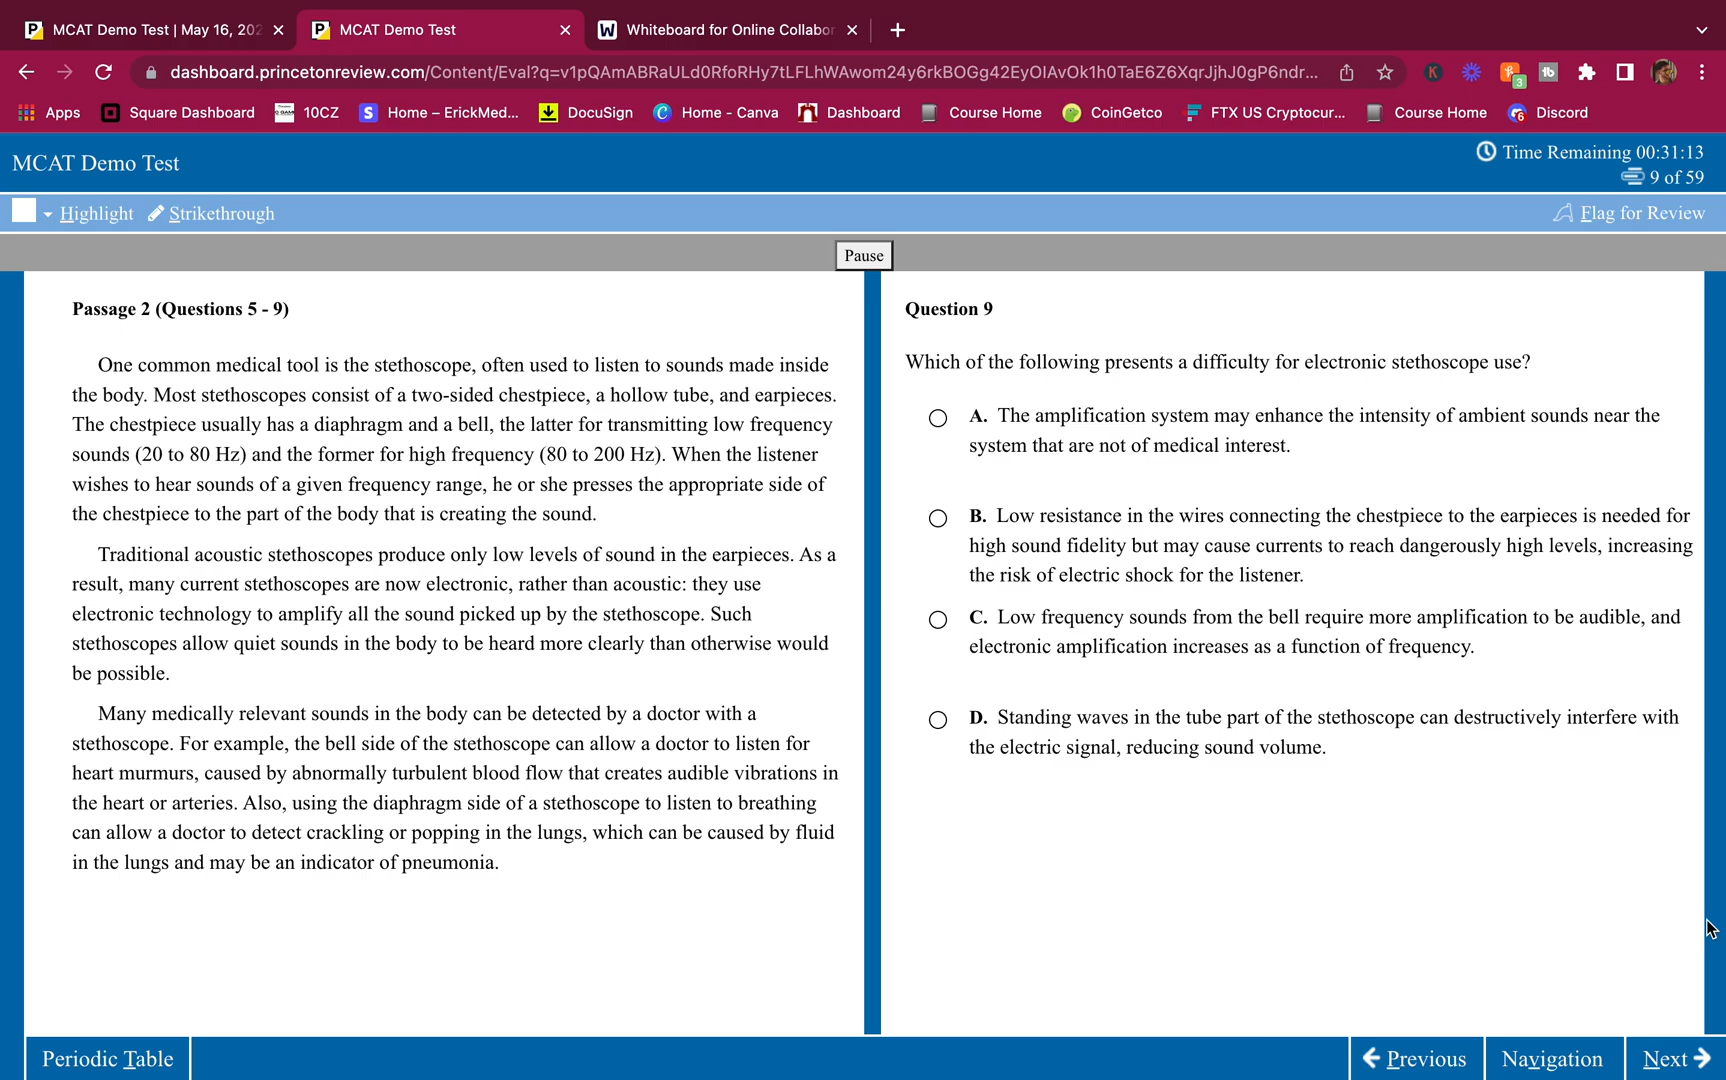 MCAT Demo Test | May 16, 202
MCAT Demo Test
Whiteboard for Online Collabor
dashboard.princetonreview.com/Content/Eval?q=v1pQAmABRaULd0RfoRHy7tLFLhWAwom24y6rkBOGg42EyOIAvOk1h0TaE6Z6XqrJjhJ0gP6ndr...
Apps
Square Dashboard
10CZ
Home – ErickMed...
DocuSign
Home - Canva
Dashboard
Course Home
CoinGetco
FTX US Cryptocur...
Course Home
Discord
MCAT Demo Test
Time Remaining 00:31:13
9 of 59
Highlight
Strikethrough
Flag for Review
Pause
Passage 2 (Questions 5 - 9)
One common medical tool is the stethoscope, often used to listen to sounds made inside
the body. Most stethoscopes consist of a two-sided chestpiece, a hollow tube, and earpieces.
The chestpiece usually has a diaphragm and a bell, the latter for transmitting low frequency
sounds (20 to 80 Hz) and the former for high frequency (80 to 200 Hz). When the listener
wishes to hear sounds of a given frequency range, he or she presses the appropriate side of
the chestpiece to the part of the body that is creating the sound.
Traditional acoustic stethoscopes produce only low levels of sound in the earpieces. As a
result, many current stethoscopes are now electronic, rather than acoustic: they use
electronic technology to amplify all the sound picked up by the stethoscope. Such
stethoscopes allow quiet sounds in the body to be heard more clearly than otherwise would
be possible.
Many medically relevant sounds in the body can be detected by a doctor with a
stethoscope. For example, the bell side of the stethoscope can allow a doctor to listen for
heart murmurs, caused by abnormally turbulent blood flow that creates audible vibrations in
the heart or arteries. Also, using the diaphragm side of a stethoscope to listen to breathing
can allow a doctor to detect crackling or popping in the lungs, which can be caused by fluid
in the lungs and may be an indicator of pneumonia.
Question 9
Which of the following presents a difficulty for electronic stethoscope use?
A. The amplification system may enhance the intensity of ambient sounds near the
system that are not of medical interest.
B. Low resistance in the wires connecting the chestpiece to the earpieces is needed for
high sound fidelity but may cause currents to reach dangerously high levels, increasing
the risk of electric shock for the listener.
C. Low frequency sounds from the bell require more amplification to be audible, and
electronic amplification increases as a function of frequency.
D. Standing waves in the tube part of the stethoscope can destructively interfere with
the electric signal, reducing sound volume.
Periodic Table
Previous
Navigation
Next